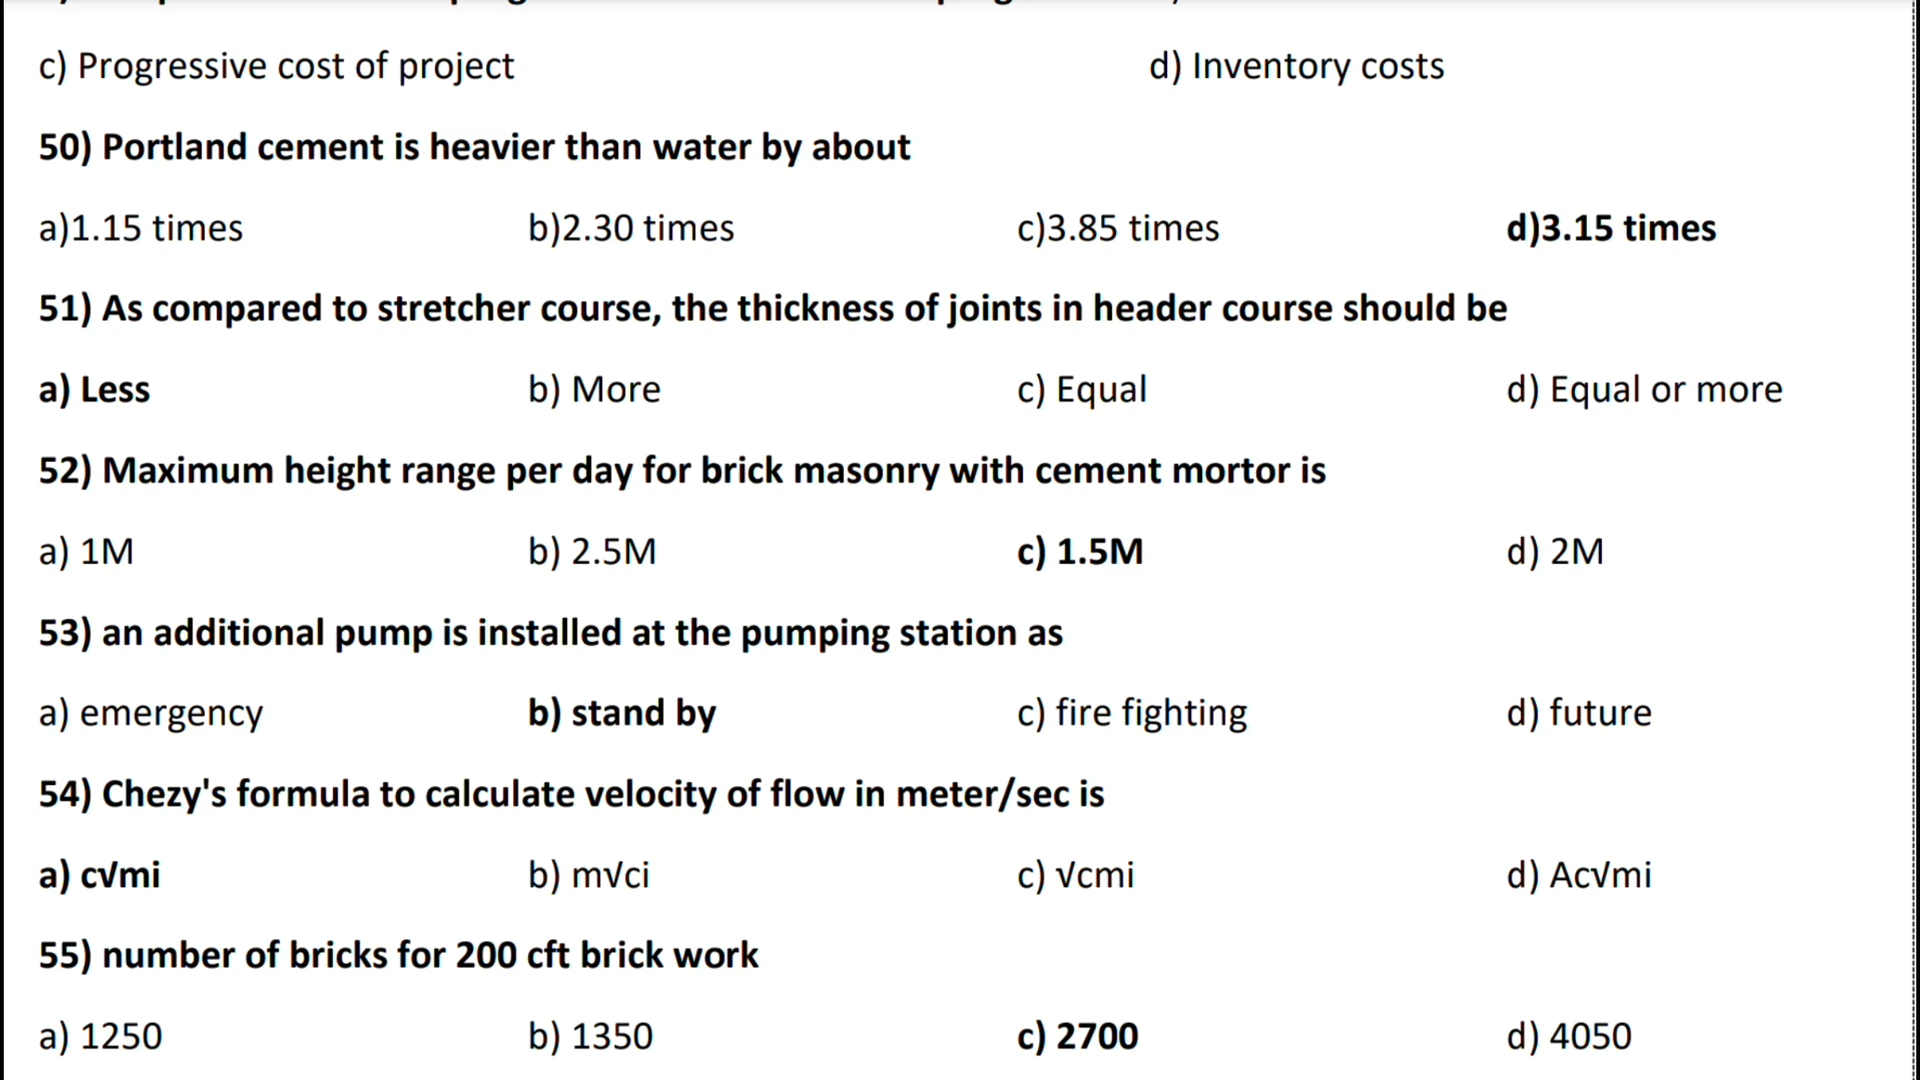 c) Progressive cost of project d) Inventory costs
50) Portland cement is heavier than water by about
a)1.15 times b)2.30 times c)3.85 times d)3.15 times
51) As compared to stretcher course, the thickness of joints in header course should be
a) Less b) More c) Equal d) Equal or more
52) Maximum height range per day for brick masonry with cement mortor is
a) 1M b) 2.5M c) 1.5M d) 2M
53) an additional pump is installed at the pumping station as
a) emergency b) stand by c) fire fighting d) future
54) Chezy's formula to calculate velocity of flow in meter/sec is
a) c√mi b) m√ci c) √cmi d) Ac√mi
55) number of bricks for 200 cft brick work
a) 1250 b) 1350 c) 2700 d) 4050